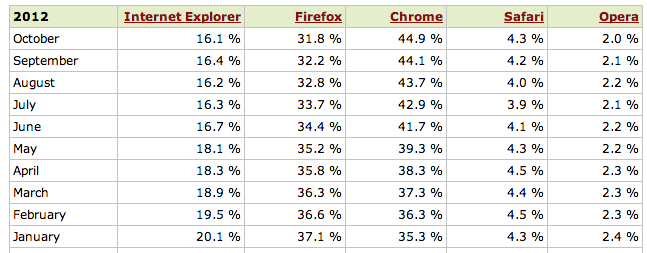 2012 Internet Explorer Firefox Chrome Safari Opera
October 16.1 % 31.8 % 44.9 % 4.3 % 2.0 %
September 16.4 % 32.2 % 44.1 % 4.2 % 2.1 %
August 16.2 % 32.8 % 43.7 % 4.0 % 2.2 %
July 16.3 % 33.7 % 42.9 % 3.9 % 2.1 %
June 16.7 % 34.4 % 41.7 % 4.1 % 2.2 %
May 18.1 % 35.2 % 39.3 % 4.3 % 2.2 %
April 18.3 % 35.8 % 38.3 % 4.5 % 2.3 %
March 18.9 % 36.3 % 37.3 % 4.4 % 2.3 %
February 19.5 % 36.6 % 36.3 % 4.5 % 2.3 %
January 20.1 % 37.1 % 35.3 % 4.3 % 2.4 %